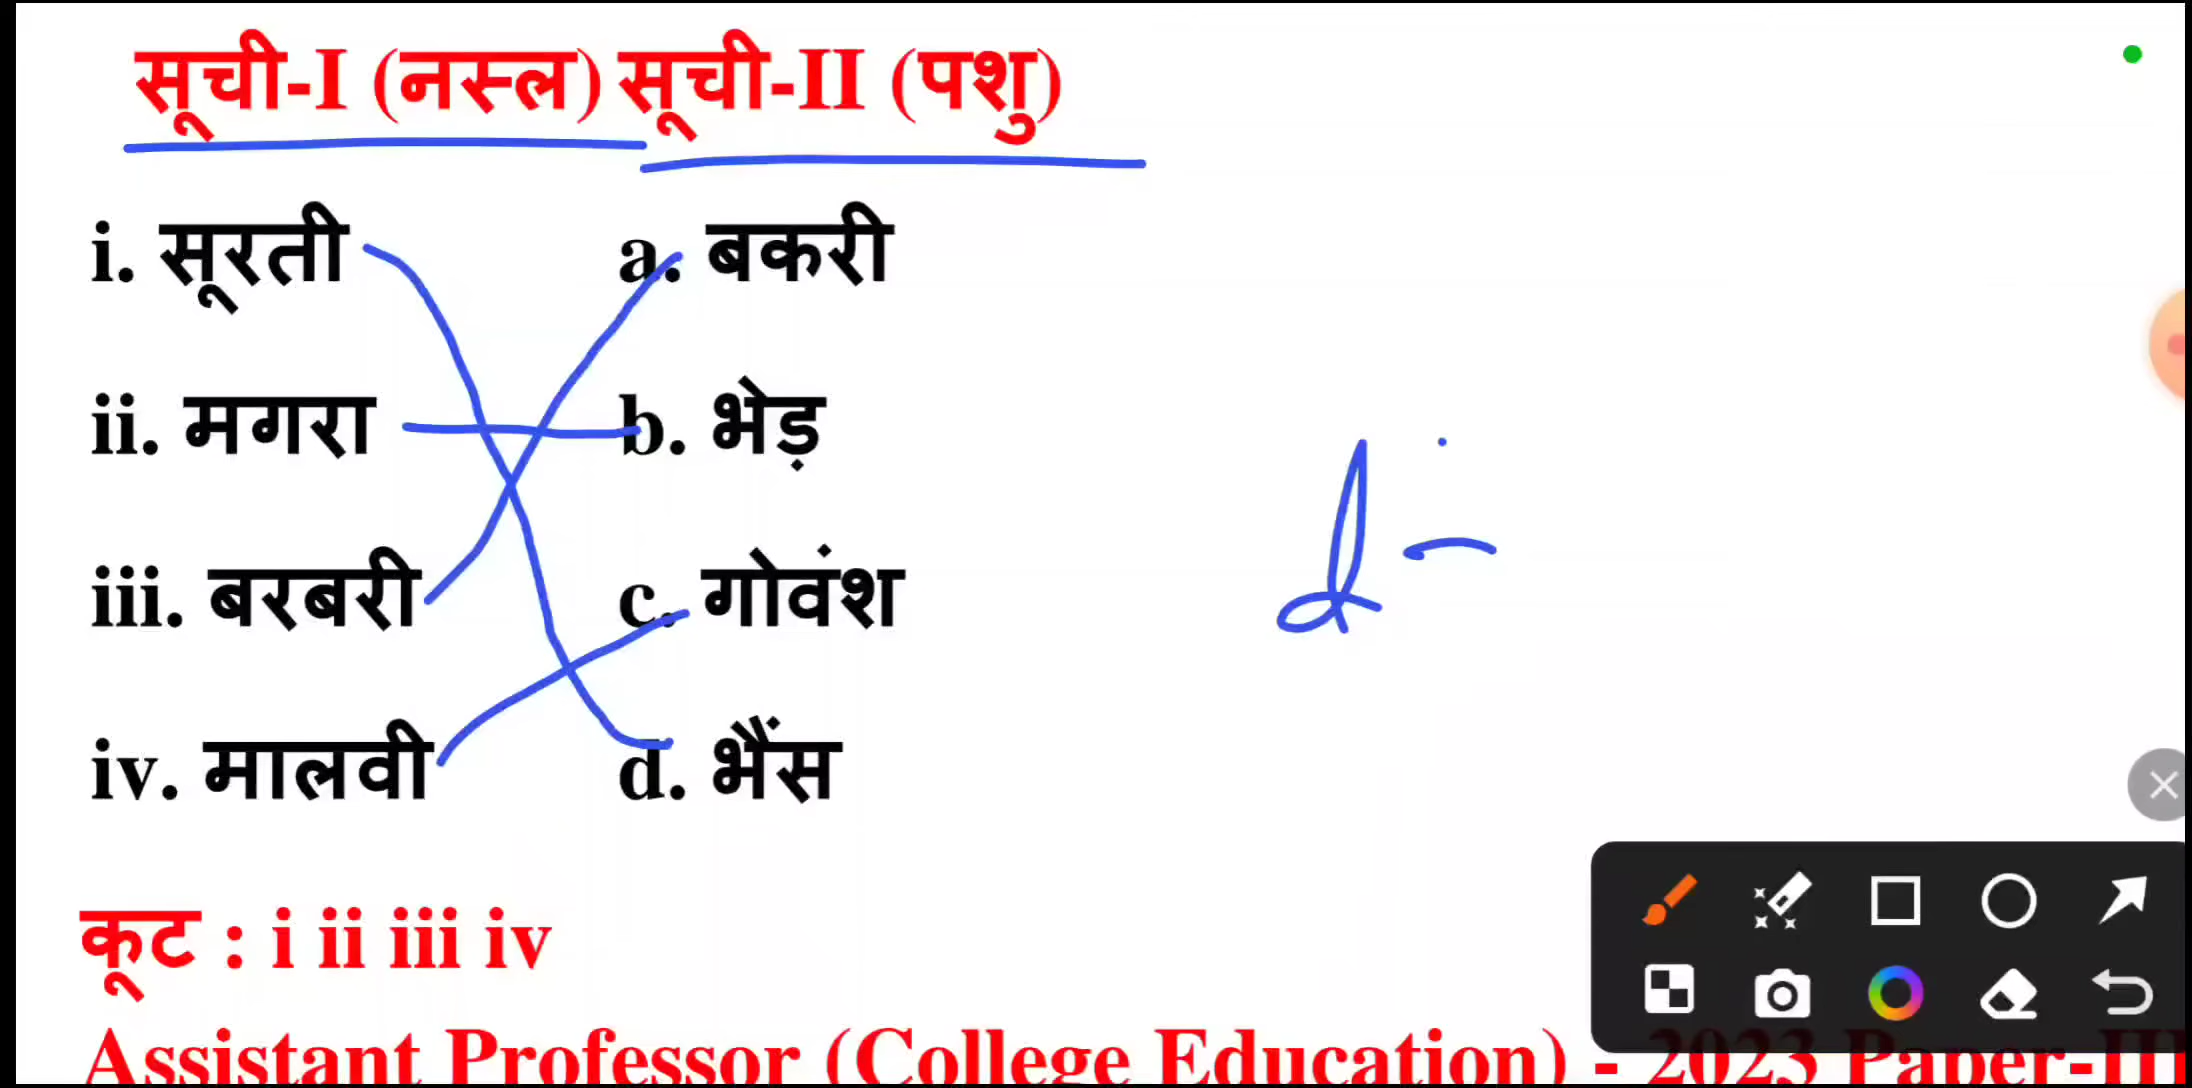 सूची-I (नस्ल) सूची-II (पशु)
i. सूरती a. बकरी
ii. मगरा b. भेड़
iii. बरबरी c. गोवंश
iv. मालवी d. भैंस
d -
कूट : i ii iii iv
Assistant Professor (College Education) - 2023 Paper-III